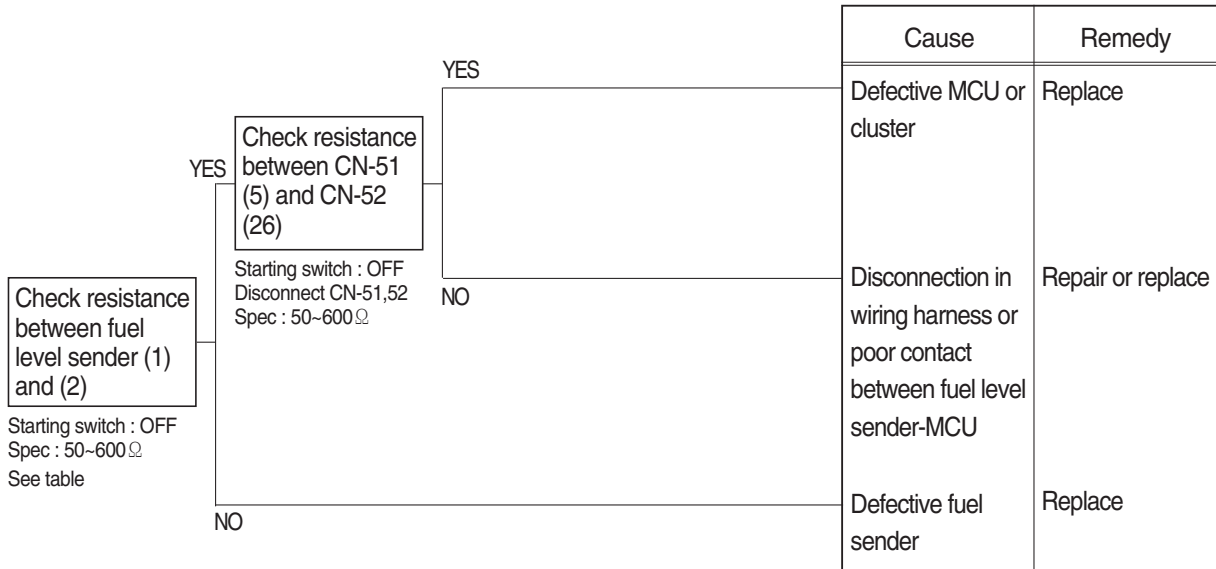 Check resistance
between fuel
level sender (1)
and (2)
Starting switch : OFF
Spec : 50~600Ω
See table
YES
Check resistance
between CN-51
(5) and CN-52
(26)
Starting switch : OFF
Disconnect CN-51,52
Spec : 50~600Ω
YES
NO
NO
Cause
Remedy
Defective MCU or
cluster
Replace
Disconnection in
wiring harness or
poor contact
between fuel level
sender-MCU
Repair or replace
Defective fuel
sender
Replace